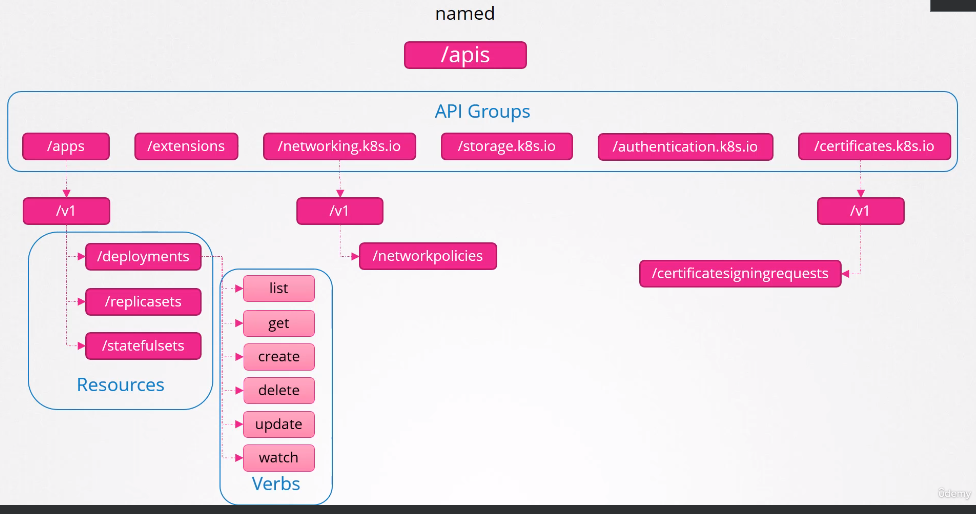 named
/apis
API Groups
/apps /extensions /networking.k8s.io /storage.k8s.io /authentication.k8s.io /certificates.k8s.io
/v1 /v1 /v1
/deployments /networkpolicies
/certificatesigningrequests
list
/replicasets
get
/statefulsets
create
Resources
delete
update
watch
Verbs
ûdemy